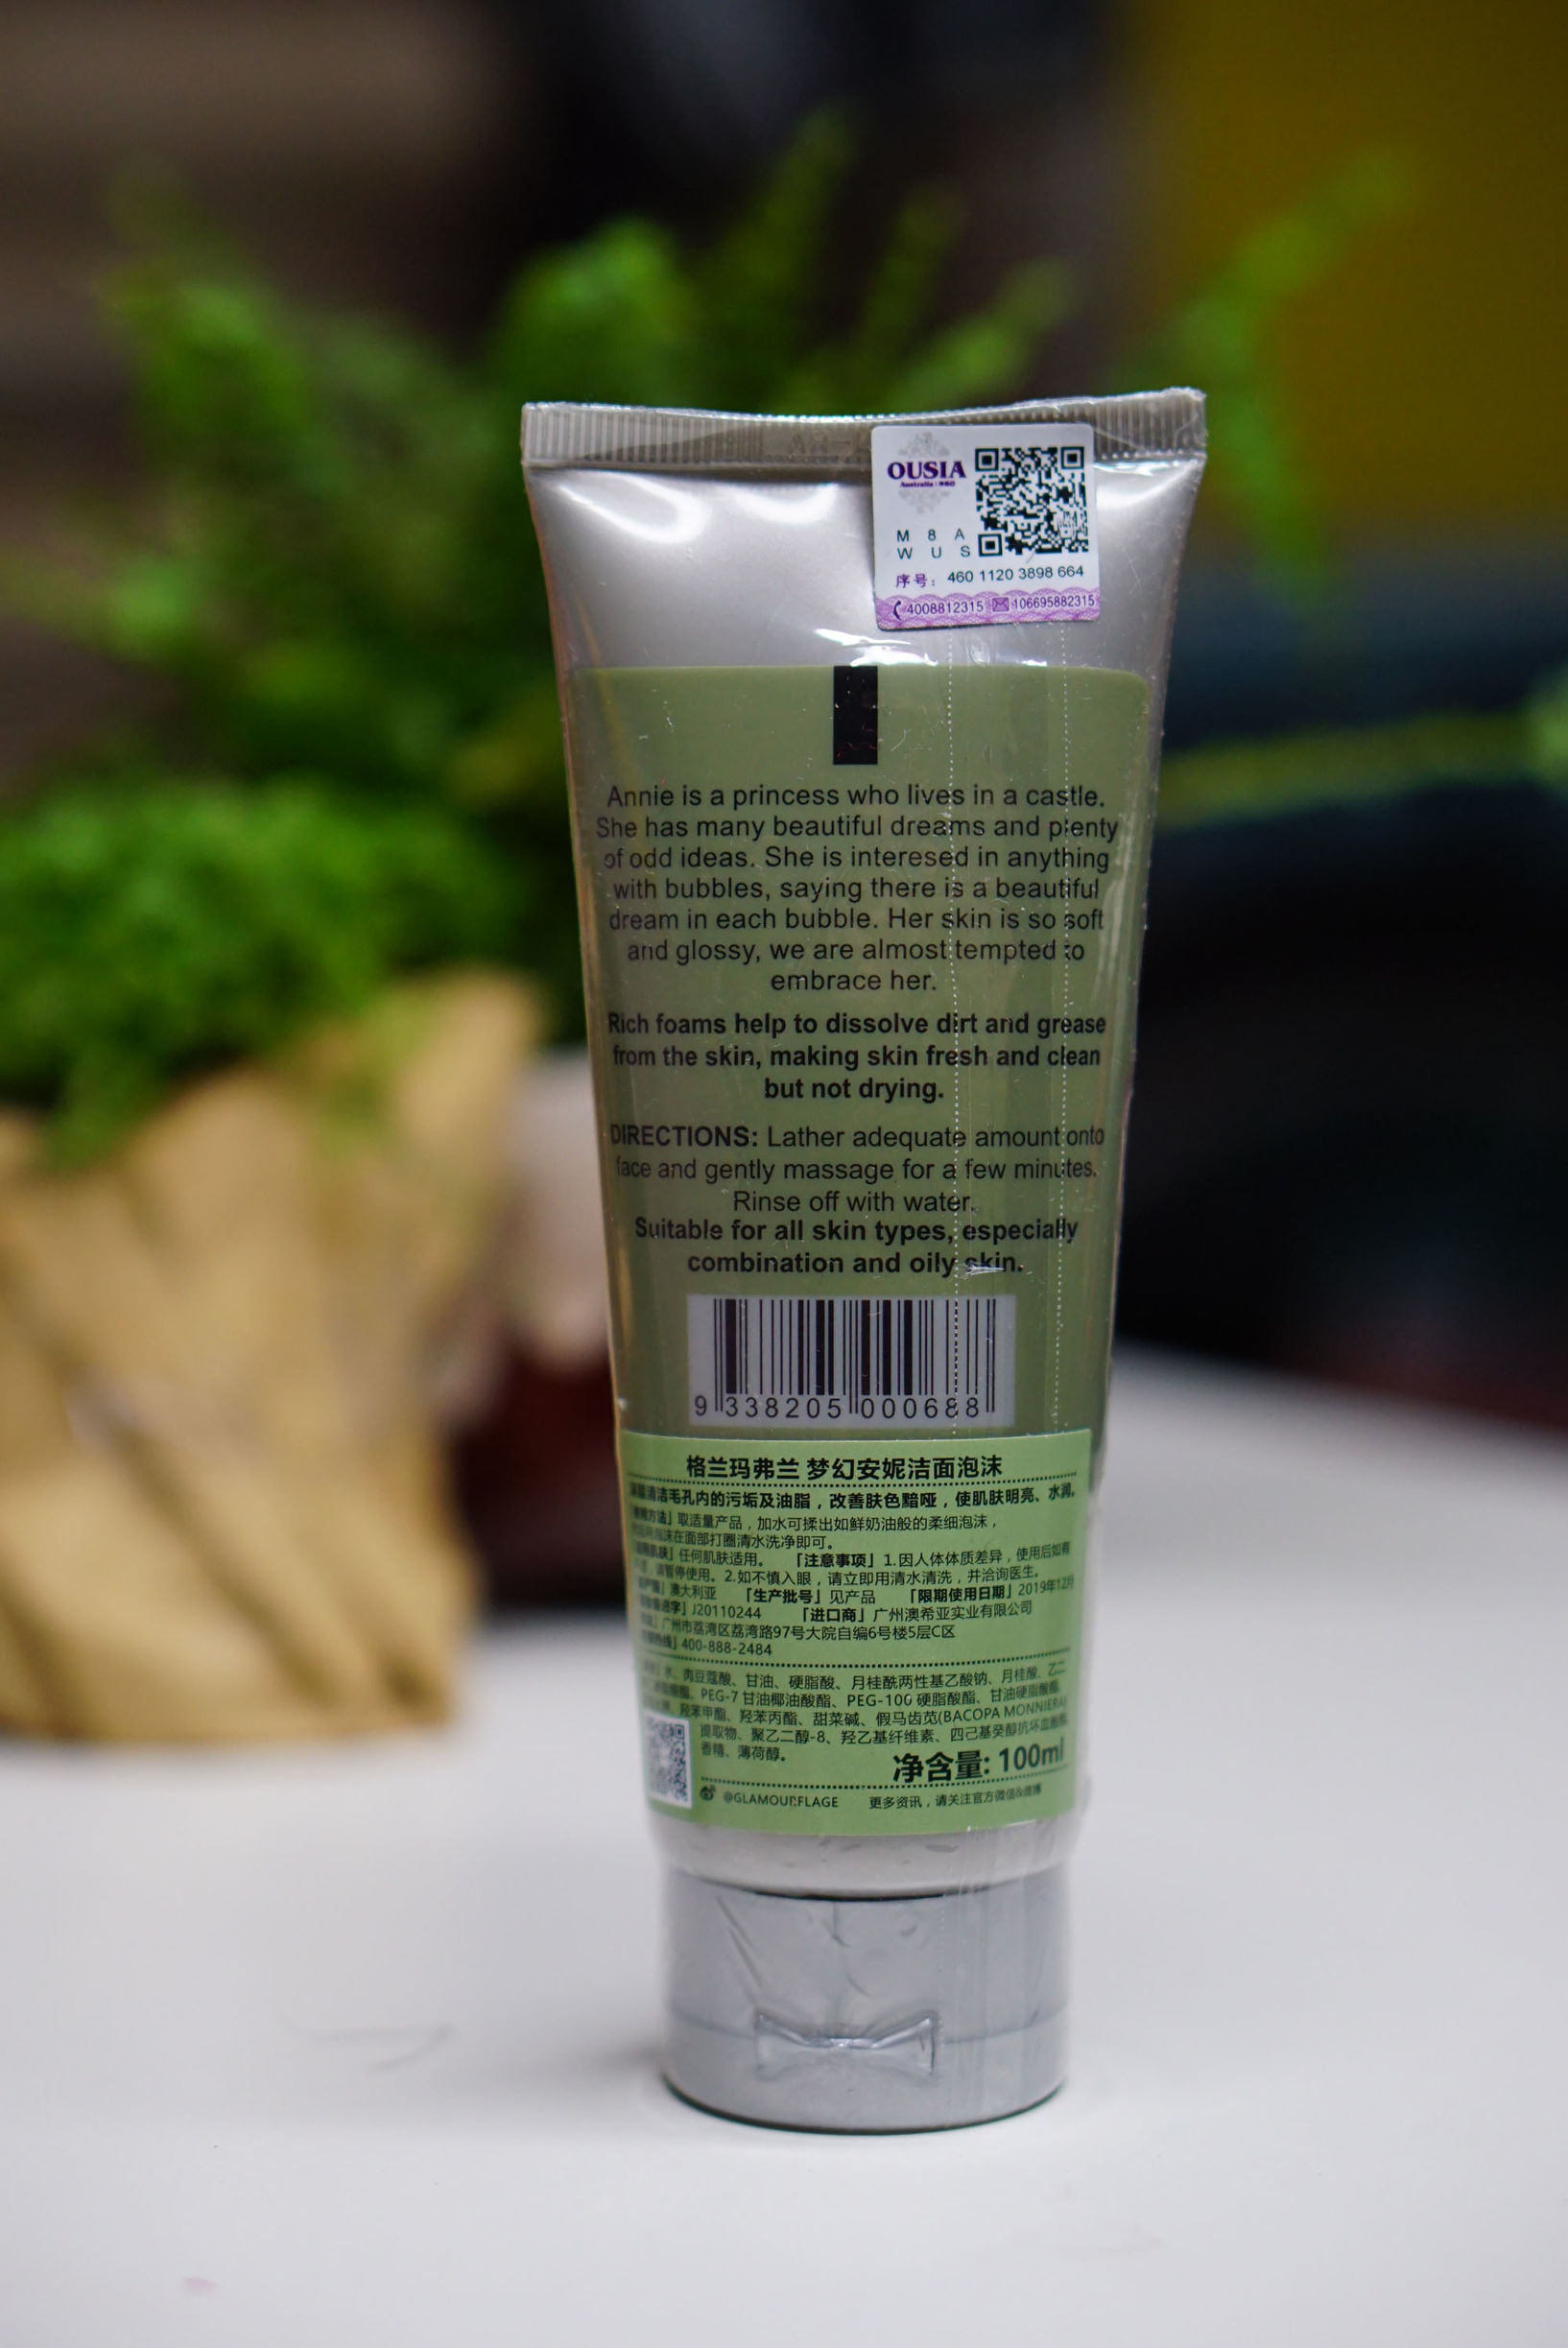 OUSIA
Australia
M 8 A
W U S
序号: 460 1120 3898 664
4008812315 106695882315
Annie is a princess who lives in a castle.
She has many beautiful dreams and plenty
of odd ideas. She is interesed in anything
with bubbles, saying there is a beautiful
dream in each bubble. Her skin is so soft
and glossy, we are almost tempted to
embrace her.
Rich foams help to dissolve dirt and grease
from the skin, making skin fresh and clean
but not drying.
DIRECTIONS: Lather adequate amount onto
face and gently massage for a few minutes.
Rinse off with water.
Suitable for all skin types, especially
combination and oily skin.
9 338205 000688
格兰玛弗兰 梦幻安妮洁面泡沫
清洁毛孔内的污垢及油脂，改善肤色黯哑，使肌肤明亮、水润。
方法」取适量产品，加水可揉出如鲜奶油般的柔细泡沫，
泡沫在面部打圈清水洗净即可。
肌肤」任何肌肤适用。 「注意事项」1.因人体体质差异，使用后如有
请暂停使用。2.如不慎入眼，请立即用清水清洗，并洽询医生。
澳大利亚 「生产批号」见产品 「限期使用日期」2019年12月
J20110244 「进口商」广州澳希亚实业有限公司
广州市荔湾区荔湾路97号大院自编6号楼5层C区
热线」400-888-2484
水、肉豆蔻酸、甘油、硬脂酸、月桂酰两性基乙酸钠、月桂酸、乙二
PEG-7 甘油椰油酸酯、PEG-100 硬脂酸酯、甘油硬脂酸酯、
羟苯甲酯、羟苯丙酯、甜菜碱、假马齿苋(BACOPA MONNIERA)
提取物、聚乙二醇-8、羟乙基纤维素、四己基癸醇抗坏血酸酯、
香精、薄荷醇。
净含量: 100ml
@GLAMOURFLAGE 更多资讯，请关注官方微信&微博